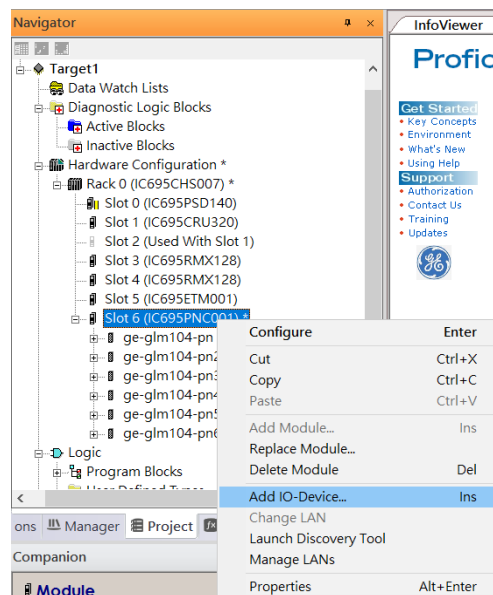 Navigator
InfoViewer
Target1
Data Watch Lists
Diagnostic Logic Blocks
Active Blocks
Inactive Blocks
Hardware Configuration *
Rack 0 (IC695CHS007) *
Slot 0 (IC695PSD140)
Slot 1 (IC695CRU320)
Slot 2 (Used With Slot 1)
Slot 3 (IC695RMX128)
Slot 4 (IC695RMX128)
Slot 5 (IC695ETM001)
Slot 6 (IC695PNC001) *
ge-glm104-pn
ge-glm104-pn2
ge-glm104-pn3
ge-glm104-pn4
ge-glm104-pn5
ge-glm104-pn6
Logic
Program Blocks
User Defined Types
ons Manager Project
Companion
Module
Profic
Get Started
Key Concepts
Environment
What's New
Using Help
Support
Authorization
Contact Us
Training
Updates
Configure Enter
Cut Ctrl+X
Copy Ctrl+C
Paste Ctrl+V
Add Module... Ins
Replace Module...
Delete Module Del
Add IO-Device... Ins
Change LAN
Launch Discovery Tool
Manage LANs
Properties Alt+Enter